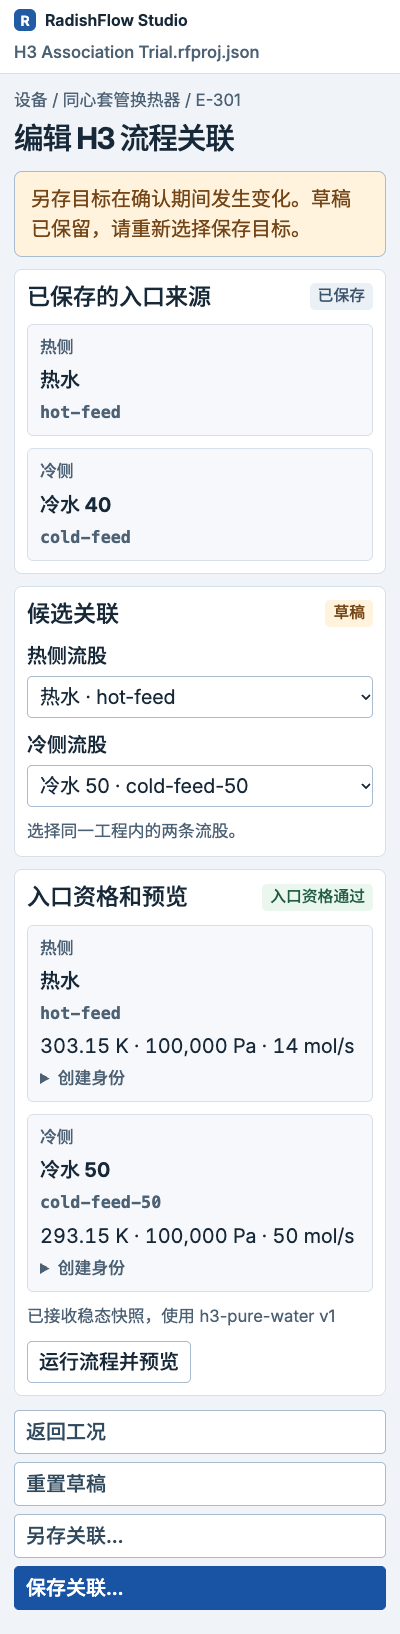 R RadishFlow Studio
H3 Association Trial.rfproj.json
设备 / 同心套管换热器 / E-301
编辑 H3 流程关联
另存目标在确认期间发生变化。草稿
已保留，请重新选择保存目标。
已保存的入口来源 已保存
热侧
热水
hot-feed
冷侧
冷水 40
cold-feed
候选关联 草稿
热侧流股
热水 · hot-feed
冷侧流股
冷水 50 · cold-feed-50
选择同一工程内的两条流股。
入口资格和预览 入口资格通过
热侧
热水
hot-feed
303.15 K · 100,000 Pa · 14 mol/s
创建身份
冷侧
冷水 50
cold-feed-50
293.15 K · 100,000 Pa · 50 mol/s
创建身份
已接收稳态快照，使用 h3-pure-water v1
运行流程并预览
返回工况
重置草稿
另存关联...
保存关联...